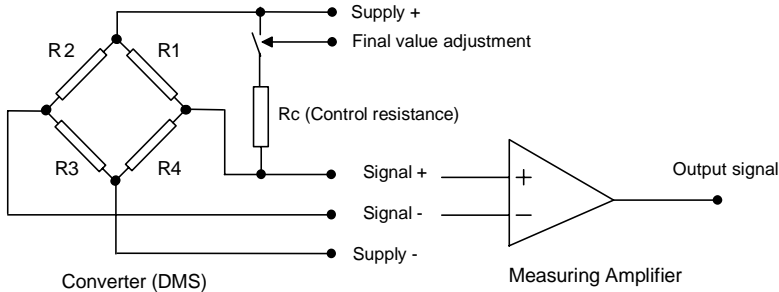 Supply +
Final value adjustment
R 2
R1
Rc (Control resistance)
R3
R4
Signal +
+
Output signal
Signal -
−
Supply -
Converter (DMS)
Measuring Amplifier